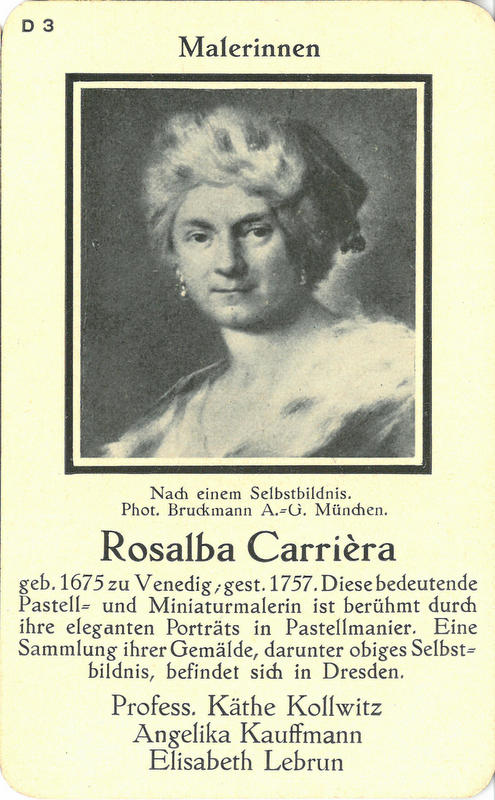 D 3
Malerinnen
Nach einem Selbstbildnis.
Phot. Bruckmann A.=G. München.
Rosalba Carrièra
geb. 1675 zu Venedig, gest. 1757. Diese bedeutende
Pastell= und Miniaturmalerin ist berühmt durch
ihre eleganten Porträts in Pastellmanier. Eine
Sammlung ihrer Gemälde, darunter obiges Selbst=
bildnis, befindet sich in Dresden.
Profess. Käthe Kollwitz
Angelika Kauffmann
Elisabeth Lebrun